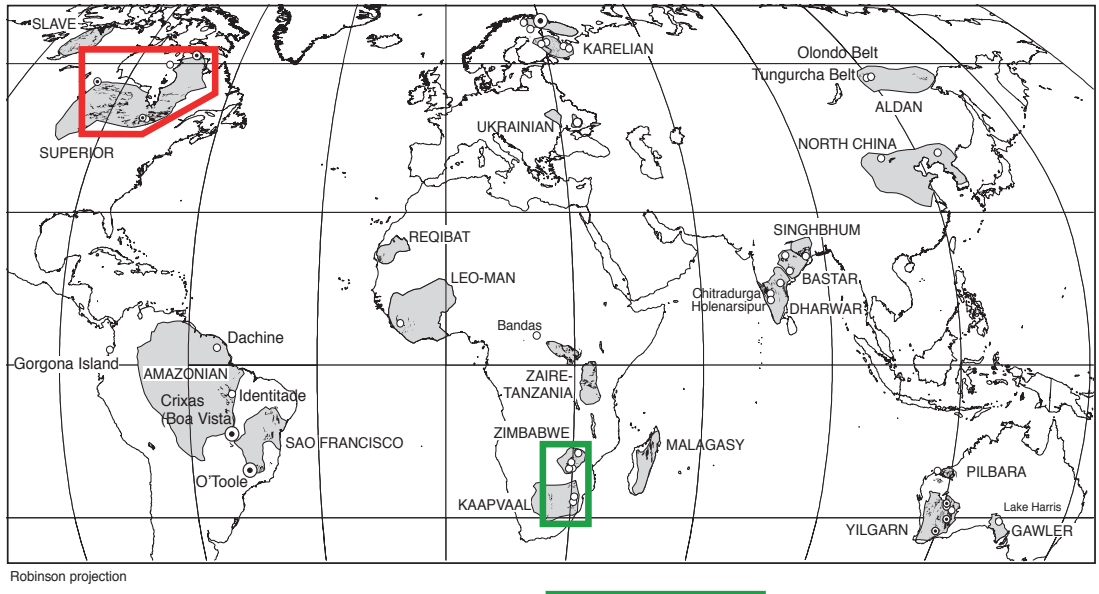 SLAVE
KARELIAN
Olondo Belt
Tungurcha Belt
ALDAN
UKRAINIAN
NORTH CHINA
SUPERIOR
REQIBAT
SINGHBHUM
LEO-MAN
BASTAR
Chitradurga
Holenarsipur
DHARWAR
Bandas
Dachine
Gorgona Island
AMAZONIAN
ZAIRE-
TANZANIA
Identitade
Crixas
(Boa Vista)
ZIMBABWE
SAO FRANCISCO
MALAGASY
O'Toole
PILBARA
KAAPVAAL
Lake Harris
YILGARN
GAWLER
Robinson projection